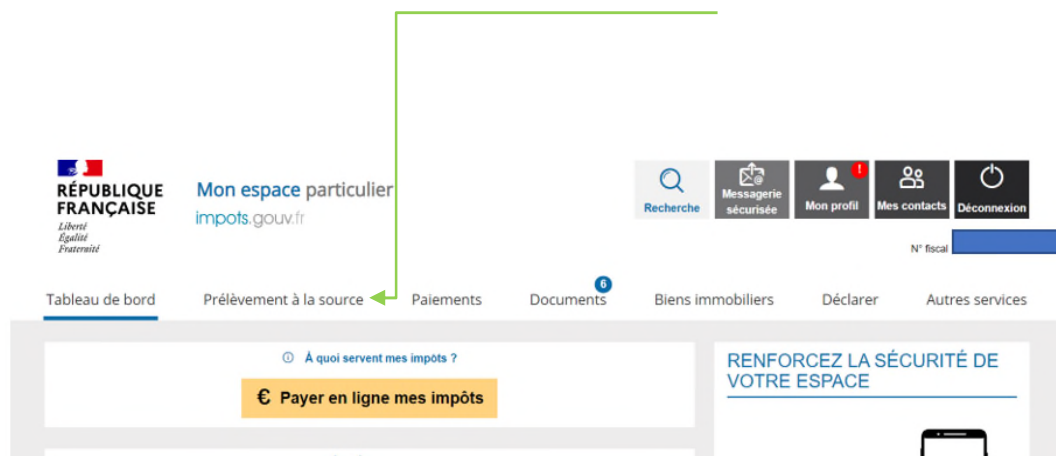 RÉPUBLIQUE
FRANÇAISE
Liberté
Égalité
Fraternité
Mon espace particulier
impots.gouv.fr
Recherche
Messagerie
sécurisée
!
Mon profil
Mes contacts
Déconnexion
N° fiscal
Tableau de bord
Prélèvement à la source
Paiements
6
Documents
Biens immobiliers
Déclarer
Autres services
À quoi servent mes impôts ?
€ Payer en ligne mes impôts
RENFORCEZ LA SÉCURITÉ DE
VOTRE ESPACE